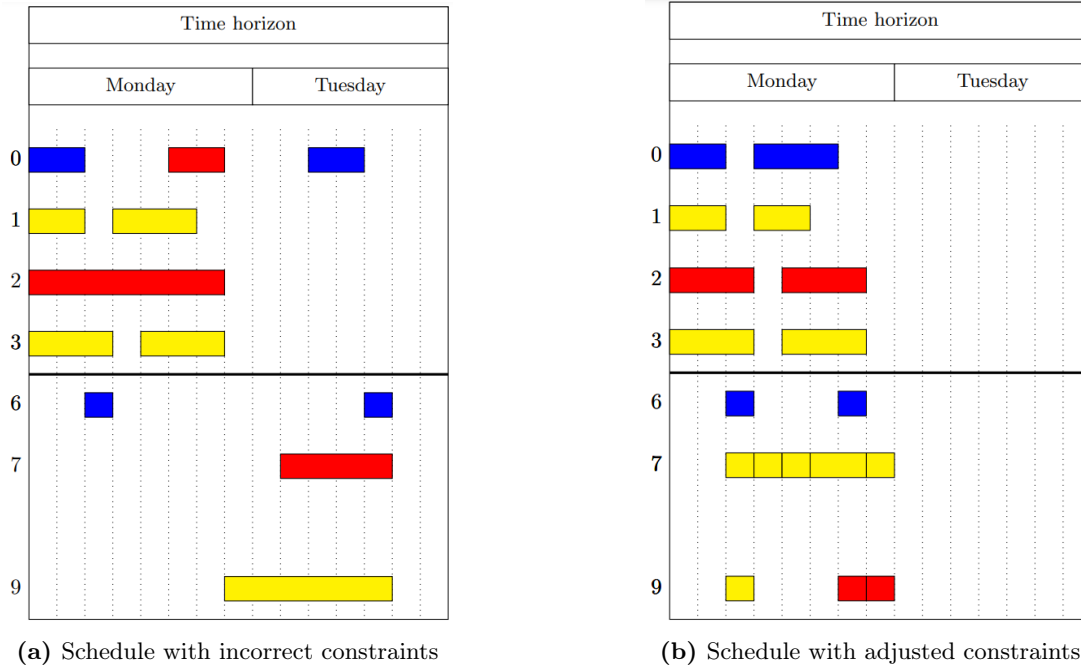 Time horizon
Monday Tuesday
0
1
2
3
6
7
9
(a) Schedule with incorrect constraints
Time horizon
Monday Tuesday
0
1
2
3
6
7
9
(b) Schedule with adjusted constraints